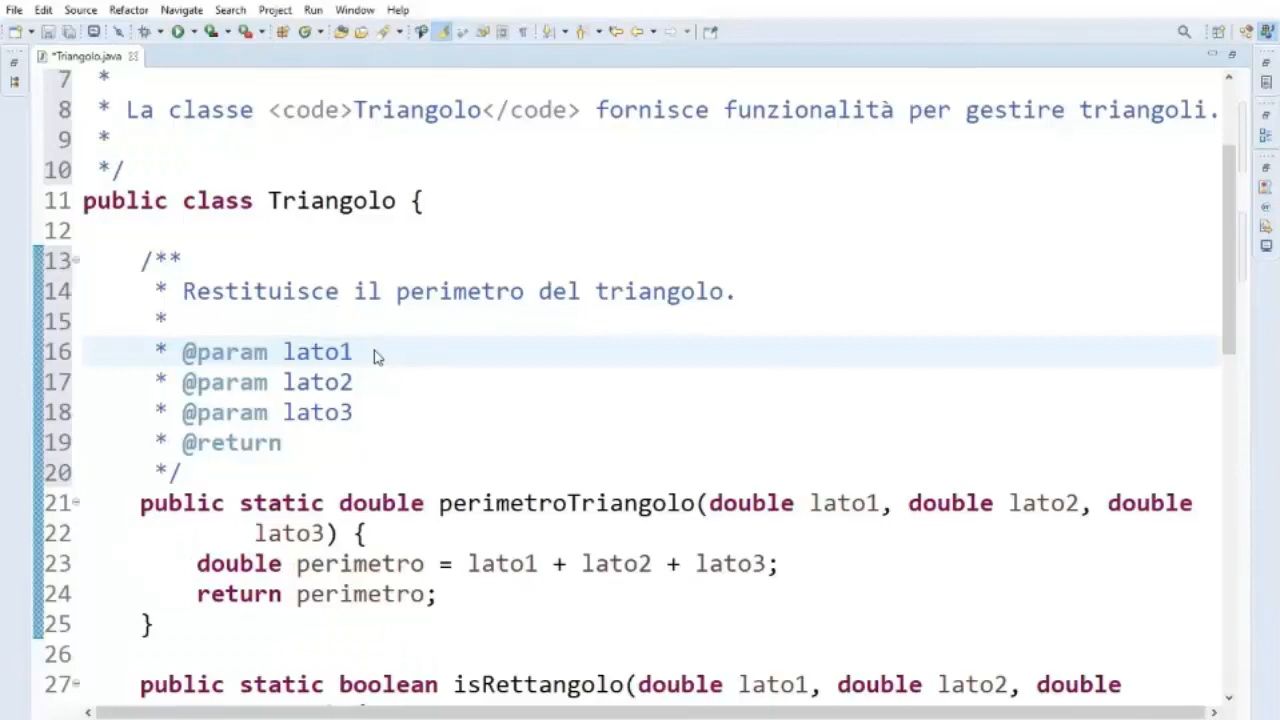 File Edit Source Refactor Navigate Search Project Run Window Help
*Triangolo.java
7 *
8 * La classe <code>Triangolo</code> fornisce funzionalità per gestire triangoli.
9 *
10 */
11 public class Triangolo {
12
13 /**
14 * Restituisce il perimetro del triangolo.
15 *
16 * @param lato1
17 * @param lato2
18 * @param lato3
19 * @return
20 */
21 public static double perimetroTriangolo(double lato1, double lato2, double
22 lato3) {
23 double perimetro = lato1 + lato2 + lato3;
24 return perimetro;
25 }
26
27 public static boolean isRettangolo(double lato1, double lato2, double